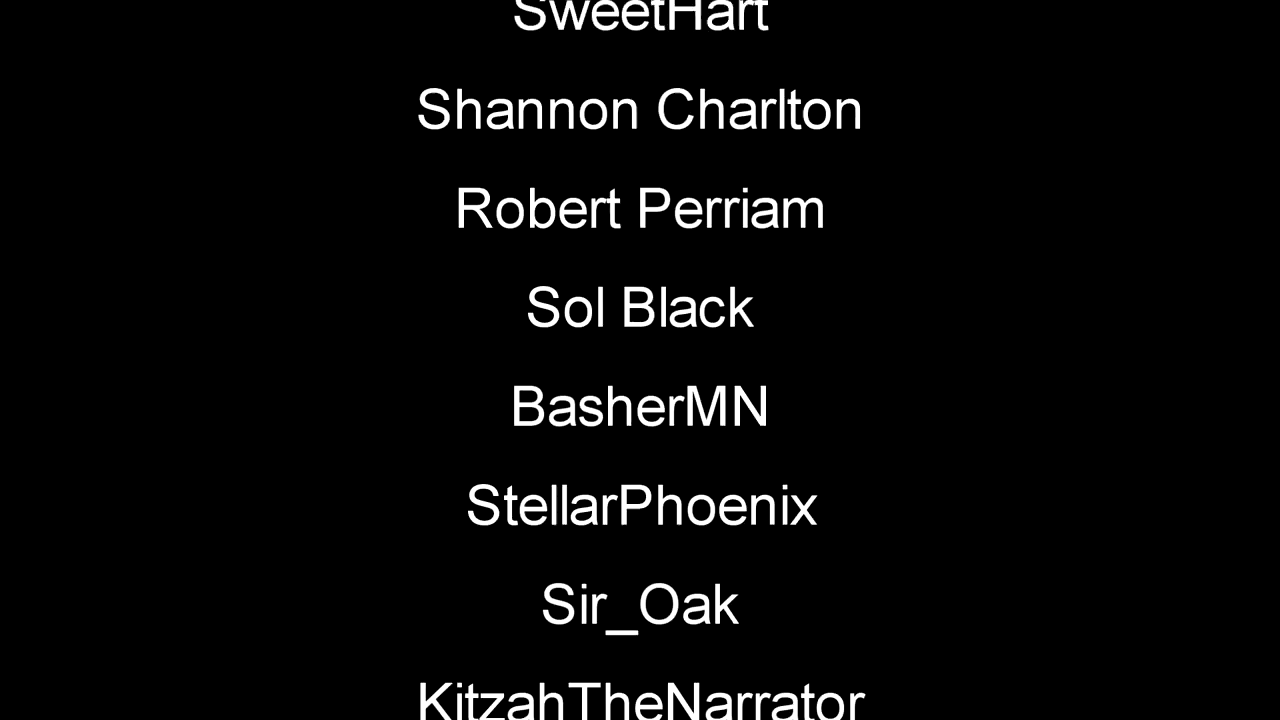 SweetHart
Shannon Charlton
Robert Perriam
Sol Black
BasherMN
StellarPhoenix
Sir_Oak
KitzahTheNarrator